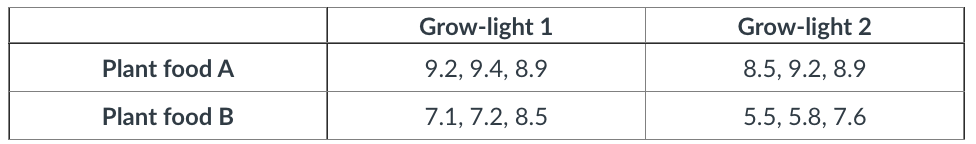 Grow-light 1 Grow-light 2
Plant food A 9.2, 9.4, 8.9 8.5, 9.2, 8.9
Plant food B 7.1, 7.2, 8.5 5.5, 5.8, 7.6